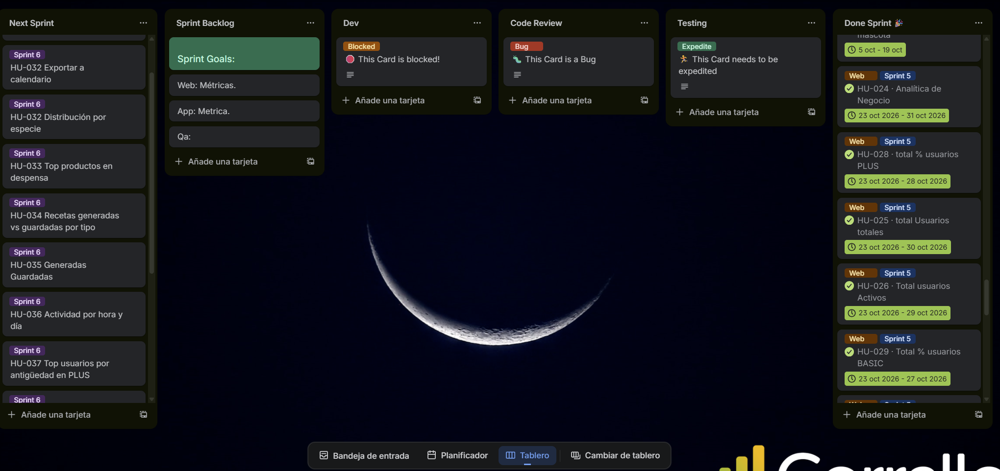 Next Sprint
Sprint 6
HU-032 Exportar a
calendario
Sprint 6
HU-032 Distribución por
especie
Sprint 6
HU-033 Top productos en
despensa
Sprint 6
HU-034 Recetas generadas
vs guardadas por tipo
Sprint 6
HU-035 Generadas
Guardadas
Sprint 6
HU-036 Actividad por hora y
día
Sprint 6
HU-037 Top usuarios por
antigüedad en PLUS
Sprint 6
Añade una tarjeta
Sprint Backlog
Sprint Goals:
Web: Métricas.
App: Metrica.
Qa:
Añade una tarjeta
Dev
Blocked
This Card is blocked!
Añade una tarjeta
Code Review
Bug
This Card is a Bug
Añade una tarjeta
Testing
Expedite
This Card needs to be
expedited
Añade una tarjeta
Done Sprint
mascota
5 oct - 19 oct
Web Sprint 5
HU-024 · Analítica de
Negocio
23 oct 2026 - 31 oct 2026
Web Sprint 5
HU-028 · total % usuarios
PLUS
23 oct 2026 - 28 oct 2026
Web Sprint 5
HU-025 · total Usuarios
totales
23 oct 2026 - 30 oct 2026
Web Sprint 5
HU-026 · Total usuarios
Activos
23 oct 2026 - 29 oct 2026
Web Sprint 5
HU-029 · Total % usuarios
BASIC
23 oct 2026 - 27 oct 2026
Web Sprint 5
Añade una tarjeta
Bandeja de entrada
Planificador
Tablero
Cambiar de tablero